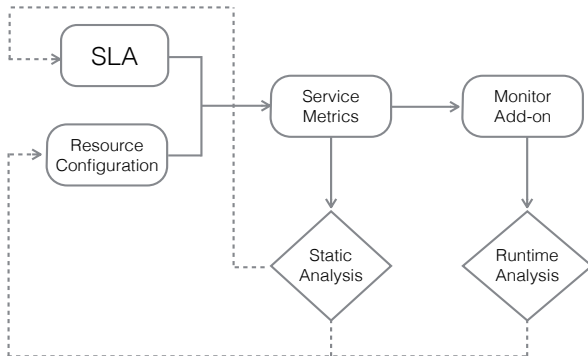 SLA
Resource
Configuration
Service
Metrics
Monitor
Add-on
Static
Analysis
Runtime
Analysis